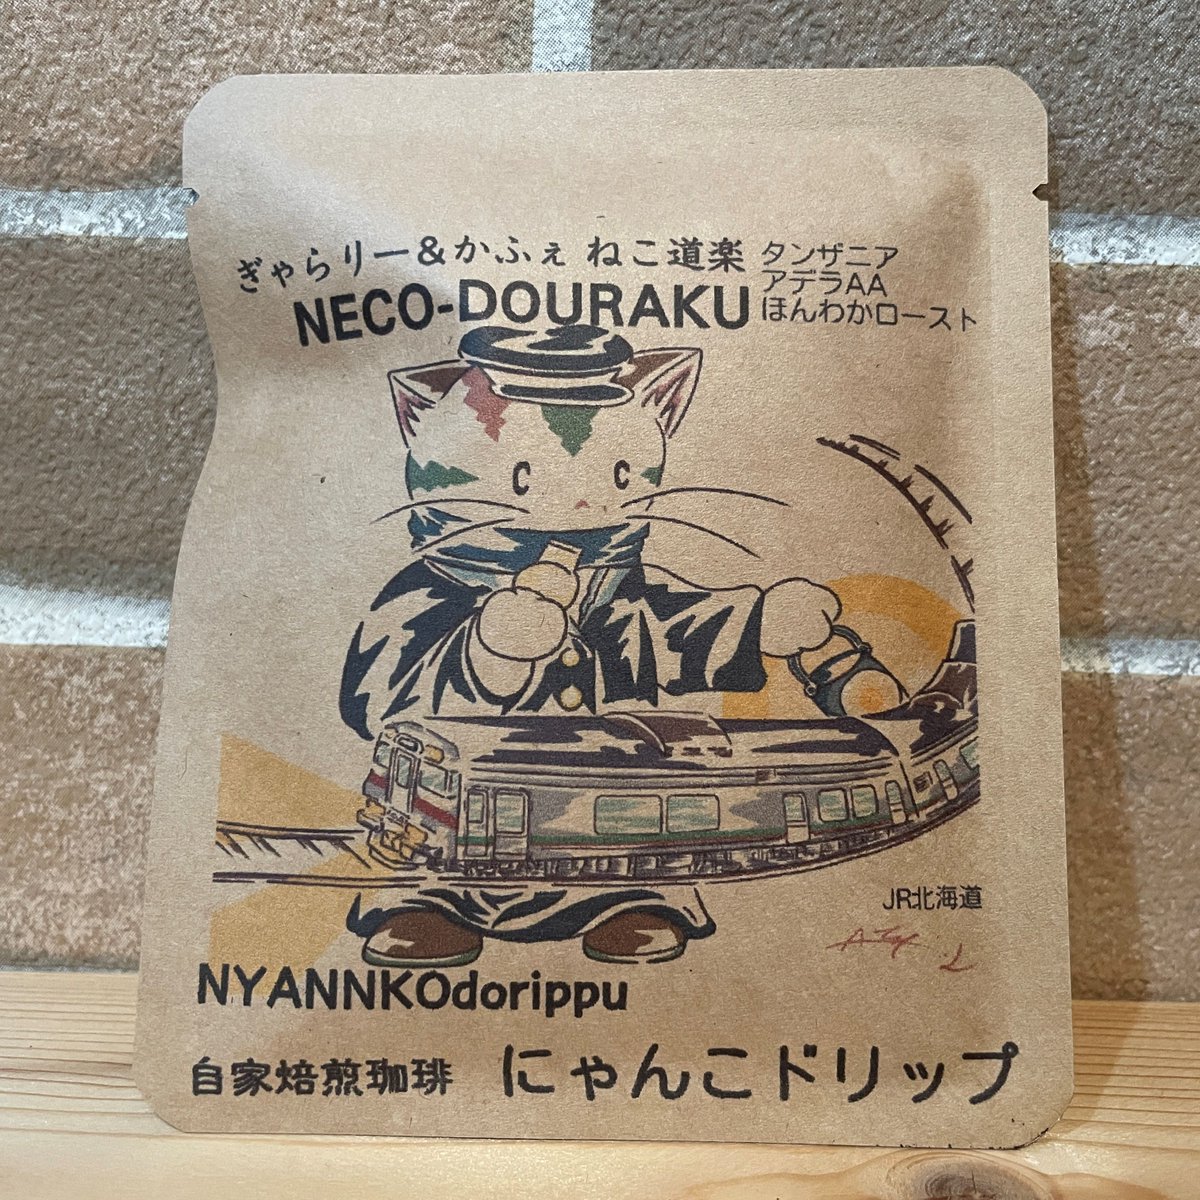 ぎゃらりー&かふぇ ねこ道楽
NECO-DOURAKU
タンザニア
アデラAA
ほんわかロースト
JR北海道
NYANNKOdorippu
自家焙煎珈琲 にゃんこドリップ